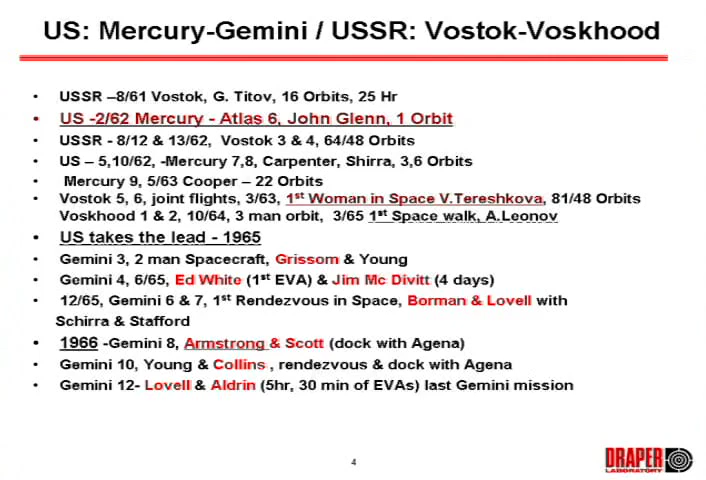 US: Mercury-Gemini / USSR: Vostok-Voskhood
• USSR –8/61 Vostok, G. Titov, 16 Orbits, 25 Hr
• US -2/62 Mercury - Atlas 6, John Glenn, 1 Orbit
• USSR - 8/12 & 13/62, Vostok 3 & 4, 64/48 Orbits
• US – 5,10/62, -Mercury 7,8, Carpenter, Shirra, 3,6 Orbits
• Mercury 9, 5/63 Cooper – 22 Orbits
• Vostok 5, 6, joint flights, 3/63, 1st Woman in Space V.Tereshkova, 81/48 Orbits
Voskhood 1 & 2, 10/64, 3 man orbit, 3/65 1st Space walk, A.Leonov
• US takes the lead - 1965
• Gemini 3, 2 man Spacecraft, Grissom & Young
• Gemini 4, 6/65, Ed White (1st EVA) & Jim Mc Divitt (4 days)
• 12/65, Gemini 6 & 7, 1st Rendezvous in Space, Borman & Lovell with
Schirra & Stafford
• 1966 -Gemini 8, Armstrong & Scott (dock with Agena)
• Gemini 10, Young & Collins , rendezvous & dock with Agena
• Gemini 12- Lovell & Aldrin (5hr, 30 min of EVAs) last Gemini mission
4
DRAPER
LABORATORY